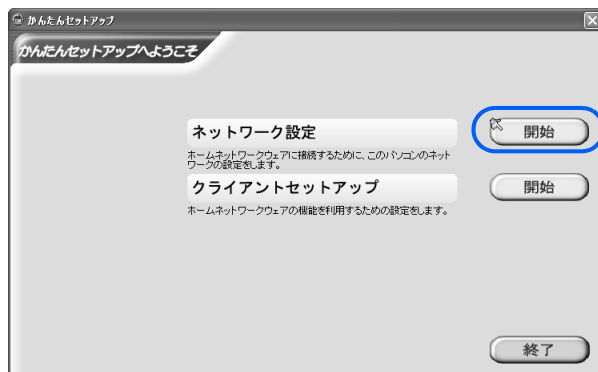 かんたんセットアップ
かんたんセットアップへようこそ
ネットワーク設定
開始
ホームネットワークウェアに接続するために、このパソコンのネット
ワークの設定をします。
クライアントセットアップ
開始
ホームネットワークウェアの機能を利用するための設定をします。
終了